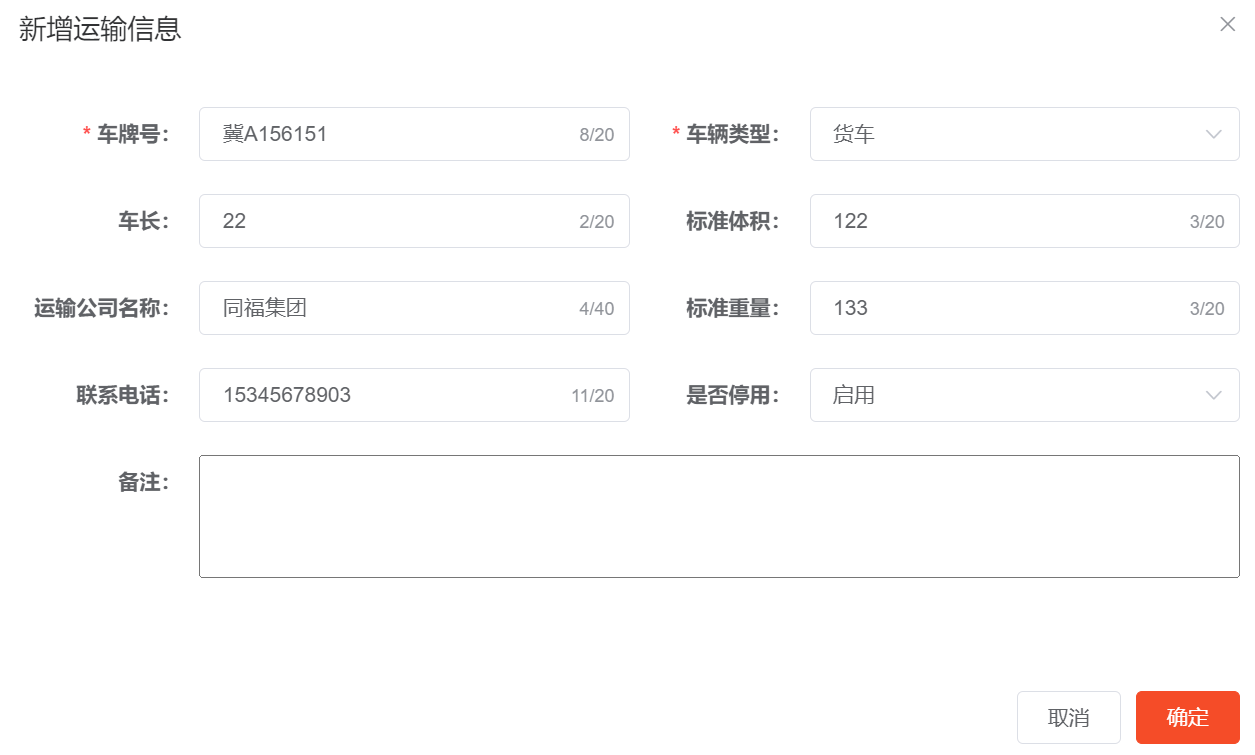 新增运输信息
* 车牌号： 冀A156151 8/20 * 车辆类型： 货车
车长： 22 2/20 标准体积： 122 3/20
运输公司名称： 同福集团 4/40 标准重量： 133 3/20
联系电话： 15345678903 11/20 是否停用： 启用
备注：
取消 确定